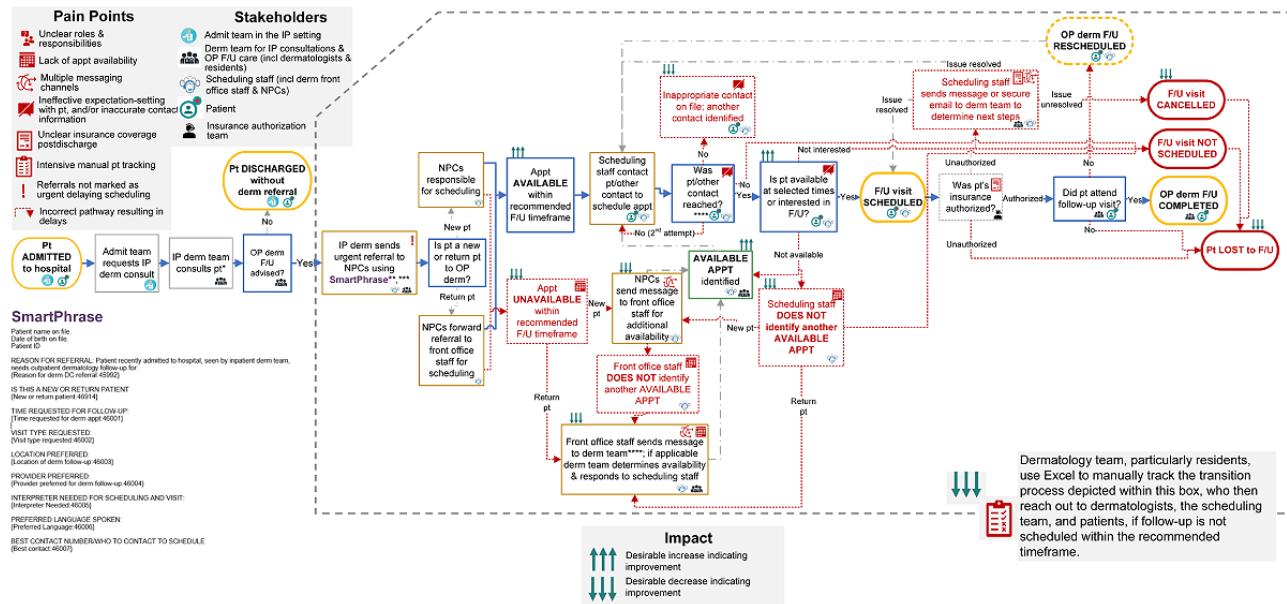 Pain Points
Unclear roles &
responsibilities
Lack of appt availability
Multiple messaging
channels
Ineffective expectation-setting
with pt, and/or inaccurate contact
information
Unclear insurance coverage
postdischarge
Intensive manual pt tracking
Referrals not marked as
urgent delaying scheduling
Incorrect pathway resulting in
delays
Stakeholders
Admit team in the IP setting
Derm team for IP consultations &
OP F/U care (incl dermatologists &
residents)
Scheduling staff (incl derm front
office staff & NPCs)
Patient
Insurance authorization
team
Pt DISCHARGED
without
derm referral
No
Pt
ADMITTED
to hospital
Admit team
requests IP
derm consult
IP derm team
consults pt*
OP derm
F/U
advised?
Yes
IP derm sends
urgent referral to
NPCs using
SmartPhrase**, ***
Is pt a new
or return pt
to OP
derm?
New pt
Return pt
NPCs
responsible
for scheduling
NPCs forward
referral to
front office
staff for
scheduling
Appt
AVAILABLE
within
recommended
F/U timeframe
Appt
UNAVAILABLE
within
recommended
F/U timeframe
New
pt
Return
pt
Scheduling
staff contact
pt/other
contact to
schedule appt
Inappropriate contact
on file; another
contact identified
No
Was
pt/other
contact
reached?
****
No
Yes
No (2nd attempt)
Is pt available
at selected times
or interested in
F/U?
Not interested
Yes
Not available
F/U visit
SCHEDULED
Issue
resolved
Issue resolved
Scheduling staff
sends message or secure
email to derm team to
determine next steps
Issue
unresolved
Unauthorized
Was pt's
insurance
authorized?
Authorized
Unauthorized
Did pt attend
follow-up visit?
No
Yes
No
OP derm F/U
RESCHEDULED
F/U visit
CANCELLED
F/U visit NOT
SCHEDULED
OP derm F/U
COMPLETED
Pt LOST to F/U
AVAILABLE
APPT
identified
NPCs
send message to
front office
staff for
additional
availability
Scheduling staff
DOES NOT
identify another
AVAILABLE
APPT
New pt
Return
pt
Front office staff
DOES NOT identify
another AVAILABLE
APPT
Front office staff sends message
to derm team****; if applicable
derm team determines availability
& responds to scheduling staff
SmartPhrase
Patient name on file.
Date of birth on file.
Patient ID
REASON FOR REFERRAL: Patient recently admitted to hospital, seen by inpatient derm team,
needs outpatient dermatology follow-up for:
[Reason for derm DC referral:45992]
IS THIS A NEW OR RETURN PATIENT
[New or return patient:46914]
TIME REQUESTED FOR FOLLOW-UP:
[Time requested for derm appt:46001]
[
VISIT TYPE REQUESTED:
[Visit type requested:46002]
LOCATION PREFERRED:
[Location of derm follow-up:46003]
PROVIDER PREFERRED:
[Provider preferred for derm follow-up:46004]
INTERPRETER NEEDED FOR SCHEDULING AND VISIT:
[Interpreter Needed:46005]
PREFERRED LANGUAGE SPOKEN:
[Preferred Language:46006]
BEST CONTACT NUMBER/WHO TO CONTACT TO SCHEDULE
[Best contact:46007]
Impact
Desirable increase indicating
improvement
Desirable decrease indicating
improvement
Dermatology team, particularly residents,
use Excel to manually track the transition
process depicted within this box, who then
reach out to dermatologists, the scheduling
team, and patients, if follow-up is not
scheduled within the recommended
timeframe.